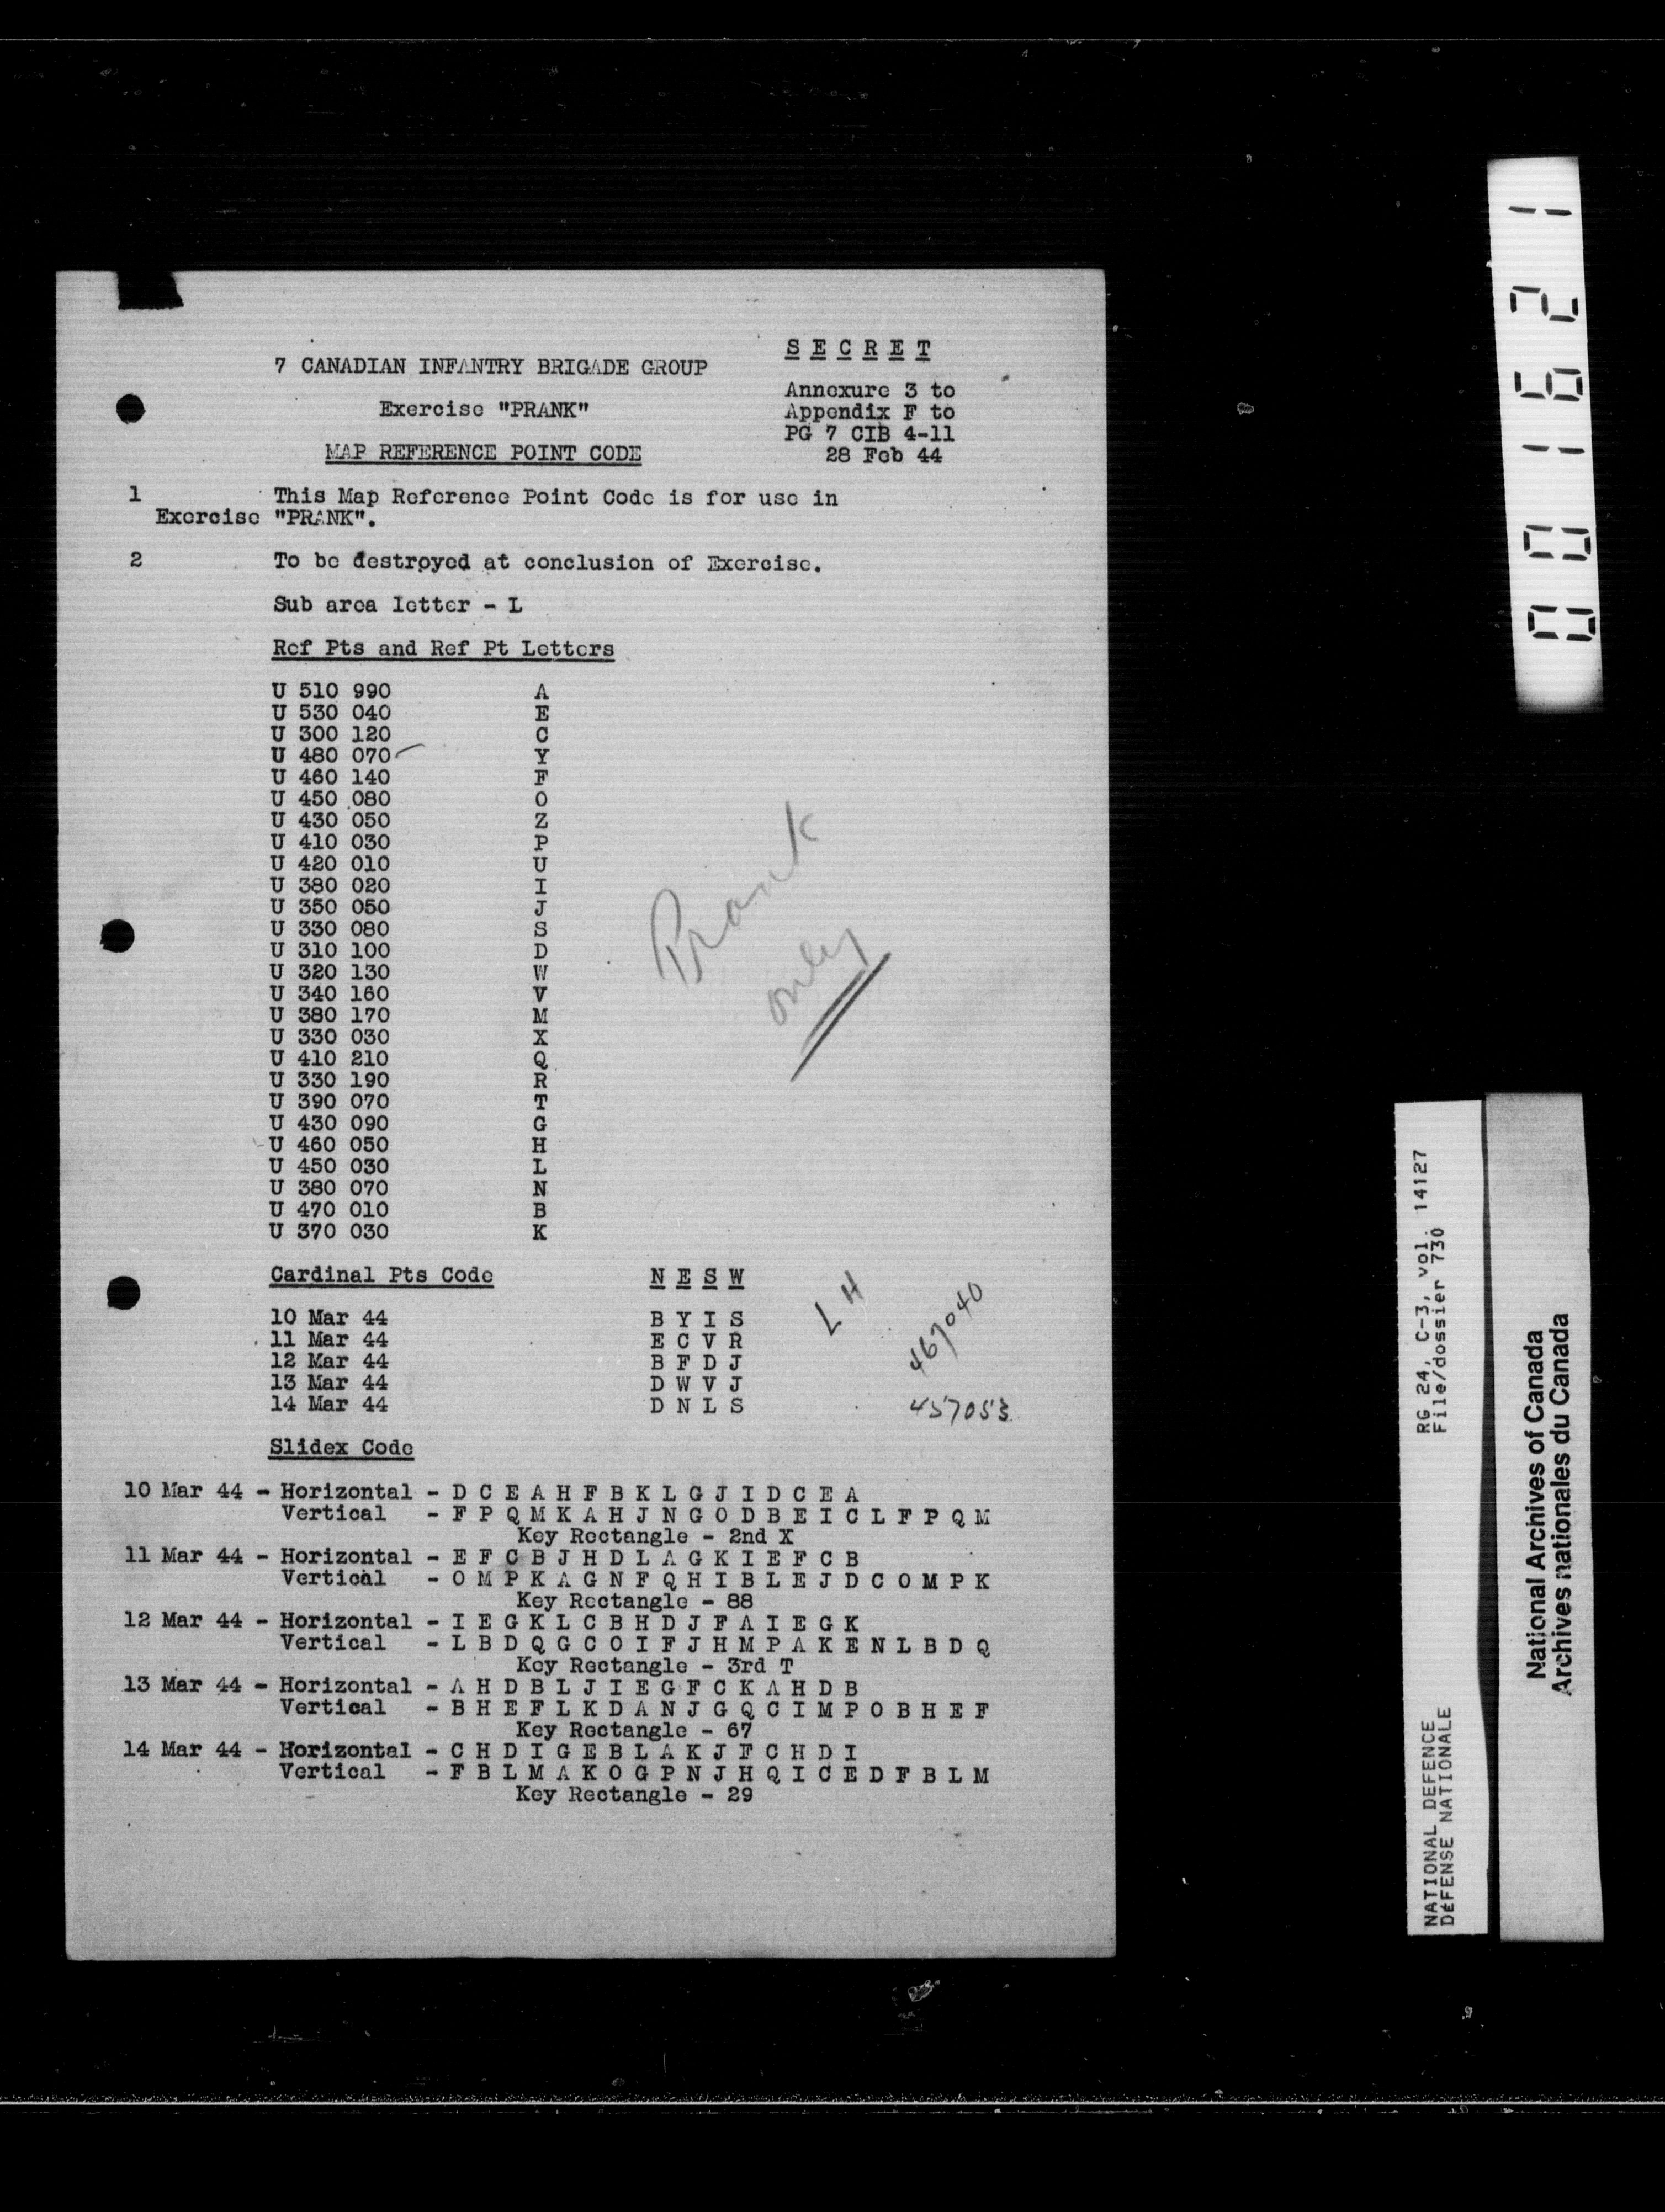 S E C R E T
7 CANADIAN INFANTRY BRIGADE GROUP
Annexure 3 to
Exercise "PRANK"
Appendix F to
PG 7 CIB 4-11
MAP REFERENCE POINT CODE
28 Feb 44
1 This Map Reference Point Code is for use in
Exercise "PRANK".
2 To be destroyed at conclusion of Exercise.
Sub area letter - L
Ref Pts and Ref Pt Letters
U 510 990 A
U 530 040 E
U 300 120 C
U 480 070 Y
U 460 140 F
U 450 080 O
U 430 050 Z
U 410 030 P
U 420 010 U
U 380 020 I
U 350 050 J
U 330 080 S
U 310 100 D
U 320 130 W
U 340 160 V
U 380 170 M
U 330 030 X
U 410 210 Q
U 330 190 R
U 390 070 T
U 430 090 G
U 460 050 H
U 450 030 L
U 380 070 N
U 470 010 B
U 370 030 K
Prank
only
Cardinal Pts Code N E S W
10 Mar 44 B Y I S
11 Mar 44 E C V R
12 Mar 44 B F D J
13 Mar 44 D W V J
14 Mar 44 D N L S
L H
467040
457053
Slidex Code
10 Mar 44 - Horizontal - D C E A H F B K L G J I D C E A
Vertical - F P Q M K A H J N G O D B E I C L F P Q M
Key Rectangle - 2nd X
11 Mar 44 - Horizontal - E F C B J H D L A G K I E F C B
Vertical - O M P K A G N F Q H I B L E J D C O M P K
Key Rectangle - 88
12 Mar 44 - Horizontal - I E G K L C B H D J F A I E G K
Vertical - L B D Q G C O I F J H M P A K E N L B D Q
Key Rectangle - 3rd T
13 Mar 44 - Horizontal - A H D B L J I E G F C K A H D B
Vertical - B H E F L K D A N J G Q C I M P O B H E F
Key Rectangle - 67
14 Mar 44 - Horizontal - C H D I G E B L A K J F C H D I
Vertical - F B L M A K O G P N J H Q I C E D F B L M
Key Rectangle - 29
001621
NATIONAL DEFENCE RG 24, C-3, vol. 14127
DÉFENSE NATIONALE File/dossier 730
National Archives of Canada
Archives nationales du Canada